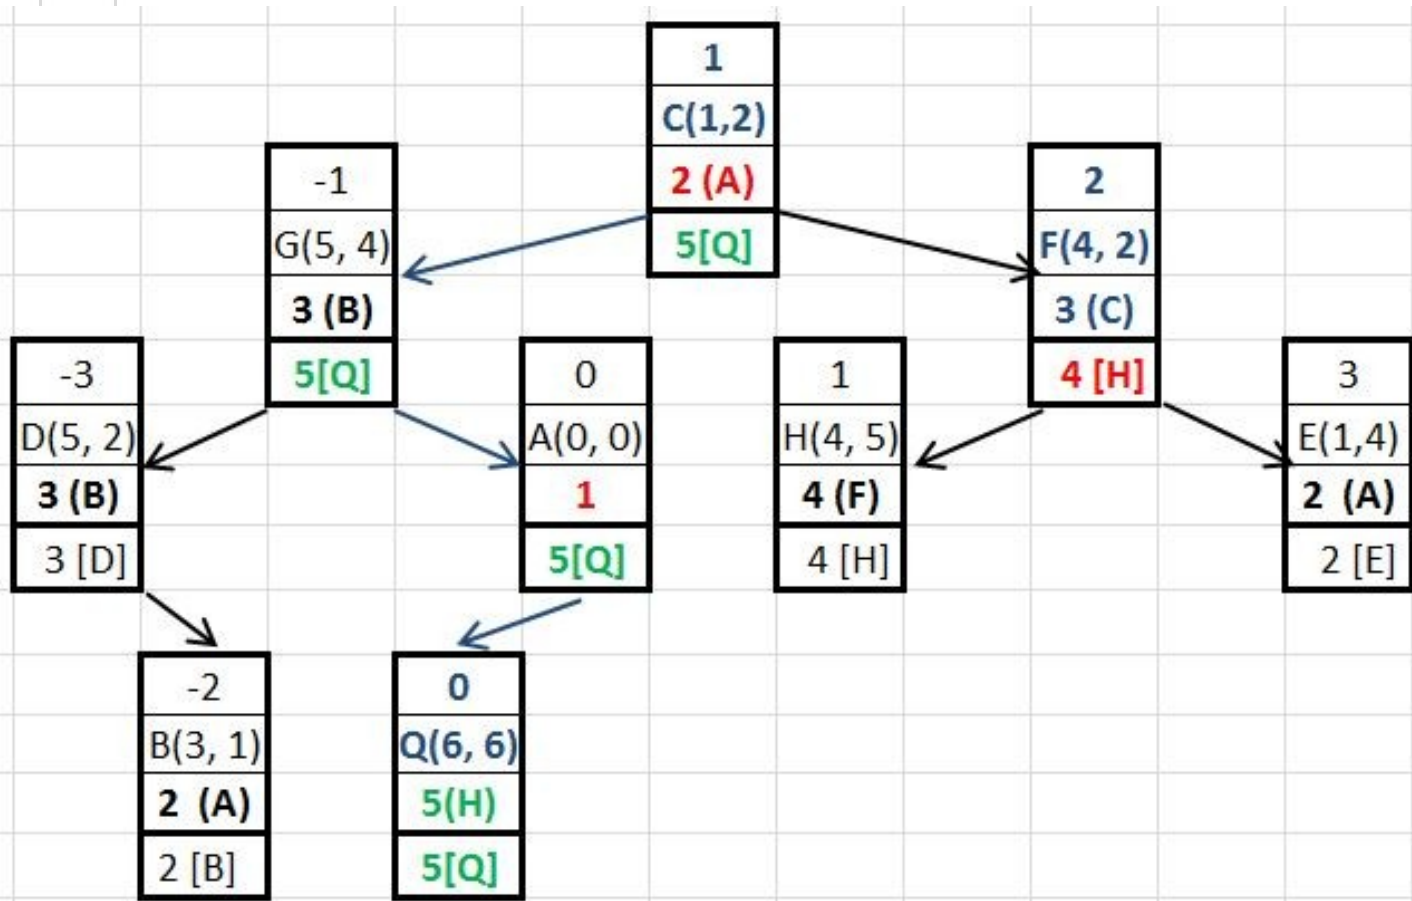 1
C(1,2)
2 (A)
5[Q]
-1
G(5, 4)
3 (B)
5[Q]
2
F(4, 2)
3 (C)
4 [H]
-3
D(5, 2)
3 (B)
3 [D]
0
A(0, 0)
1
5[Q]
1
H(4, 5)
4 (F)
4 [H]
3
E(1,4)
2 (A)
2 [E]
-2
B(3, 1)
2 (A)
2 [B]
0
Q(6, 6)
5(H)
5[Q]